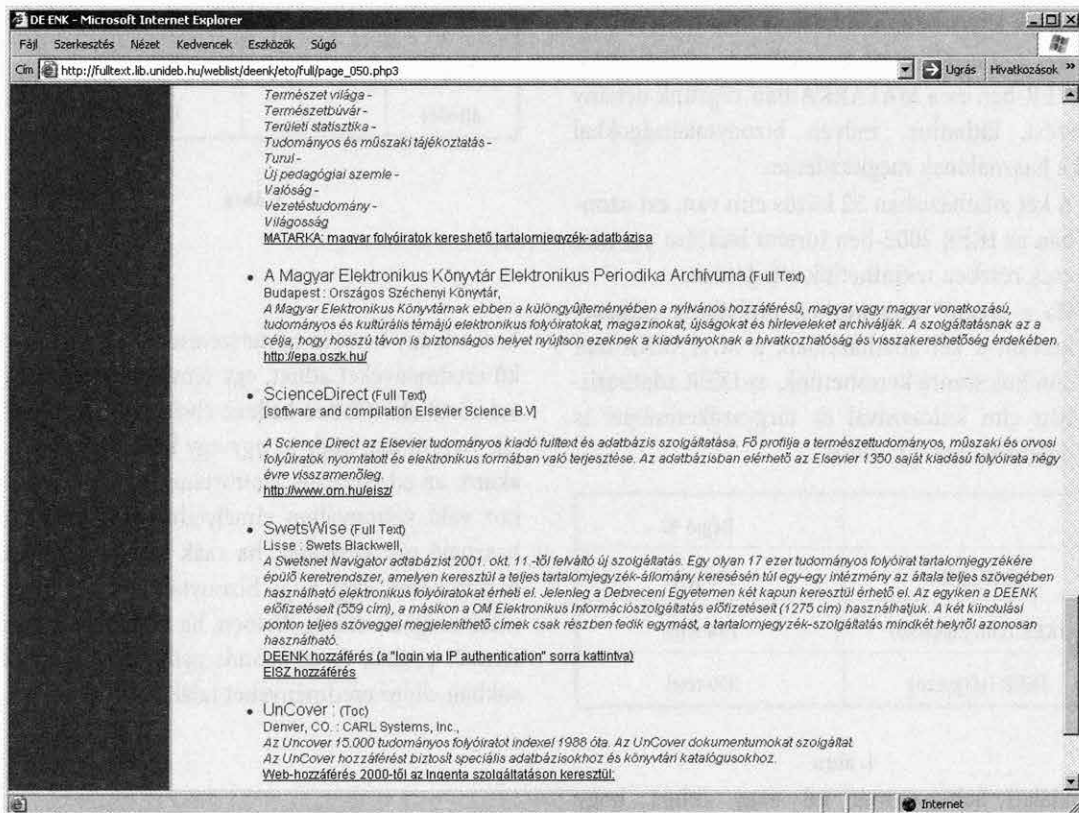 DE ENK - Microsoft Internet Explorer
Fájl Szerkesztés Nézet Kedvencek Eszközök Súgó
Cím http://fulltext.lib.unideb.hu/weblist/deenk/eto/full/page_050.php3 Ugrás Hivatkozások »
Természet világa -
Természetbúvár -
Területi statisztika -
Tudományos és műszaki tájékoztatás -
Turul -
Új pedagógiai szemle -
Valóság -
Vezetéstudomány -
Világosság
MATARKA: magyar folyóiratok kereshető tartalomjegyzék-adatbázisa
• A Magyar Elektronikus Könyvtár Elektronikus Periodika Archívuma (Full Text)
Budapest : Országos Széchenyi Könyvtár,
A Magyar Elektronikus Könyvtárnak ebben a különgyűjteményében a nyilvános hozzáférésű, magyar vagy magyar vonatkozású,
tudományos és kulturális témájú elektronikus folyóiratokat, magazinokat, újságokat és hírleveleket archiválják. A szolgáltatásnak az a
célja, hogy hosszú távon is biztonságos helyet nyújtson ezeknek a kiadványoknak a hivatkozhatóság és visszakereshetőség érdekében.
http://epa.oszk.hu/
• ScienceDirect (Full Text)
[software and compilation Elsevier Science B.V]
A Science Direct az Elsevier tudományos kiadó fulltext és adatbázis szolgáltatása. Fő profilja a természettudományos, műszaki és orvosi
folyűiratok nyomtatott és elektronikus formában való terjesztése. Az adatbázisban elérhető az Elsevier 1350 saját kiadású folyóirata négy
évre visszamenőleg.
http://www.om.hu/eisz/
• SwetsWise (Full Text)
Lisse : Swets Blackwell,
A Swetsnet Navigator adtabázist 2001. okt. 11.-től felváltó új szolgáltatás. Egy olyan 17 ezer tudományos folyóirat tartalomjegyzékére
épülő keretrendszer, amelyen keresztül a teljes tartalomjegyzék-állomány keresésén túl egy-egy intézmény az általa teljes szövegében
használható elektronikus folyóiratokat érheti el. Jelenleg a Debreceni Egyetemen két kapun keresztül érhető el. Az egyiken a DEENK
előfizetéseit (559 cím), a másikon a OM Elektronikus Információszolgáltatás előfizetéseit (1275 cím) használhatjuk. A két kiindulási
ponton teljes szöveggel megjeleníthető címek csak részben fedik egymást, a tartalomjegyzék-szolgáltatás mindkét helyről azonosan
használható.
DEENK hozzáférés (a "login via IP authentication" sorra kattintva)
EISZ hozzáférés
• UnCover : (Toc)
Denver, CO. : CARL Systems, Inc.,
Az Uncover 15.000 tudományos folyóiratot indexel 1988 óta. Az UnCover dokumentumokat szolgáltat.
Az UnCover hozzáférést biztosít speciális adatbázisokhoz és könyvtári katalógusokhoz.
Web-hozzáférés 2000-től az Ingenta szolgáltatáson keresztül:
Internet